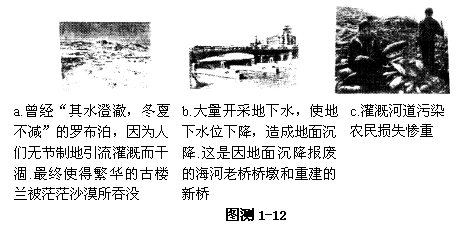 a.曾经“其水澄澈，冬夏
不减”的罗布泊，因为人
们无节制地引流灌溉而干
涸.最终使得繁华的古楼
兰被茫茫沙漠所吞没
b.大量开采地下水，使地
下水位下降，造成地面沉
降.这是因地面沉降报废
的海河老桥桥墩和重建的
新桥
c.灌溉河道污染
农民损失惨重
图测1-12